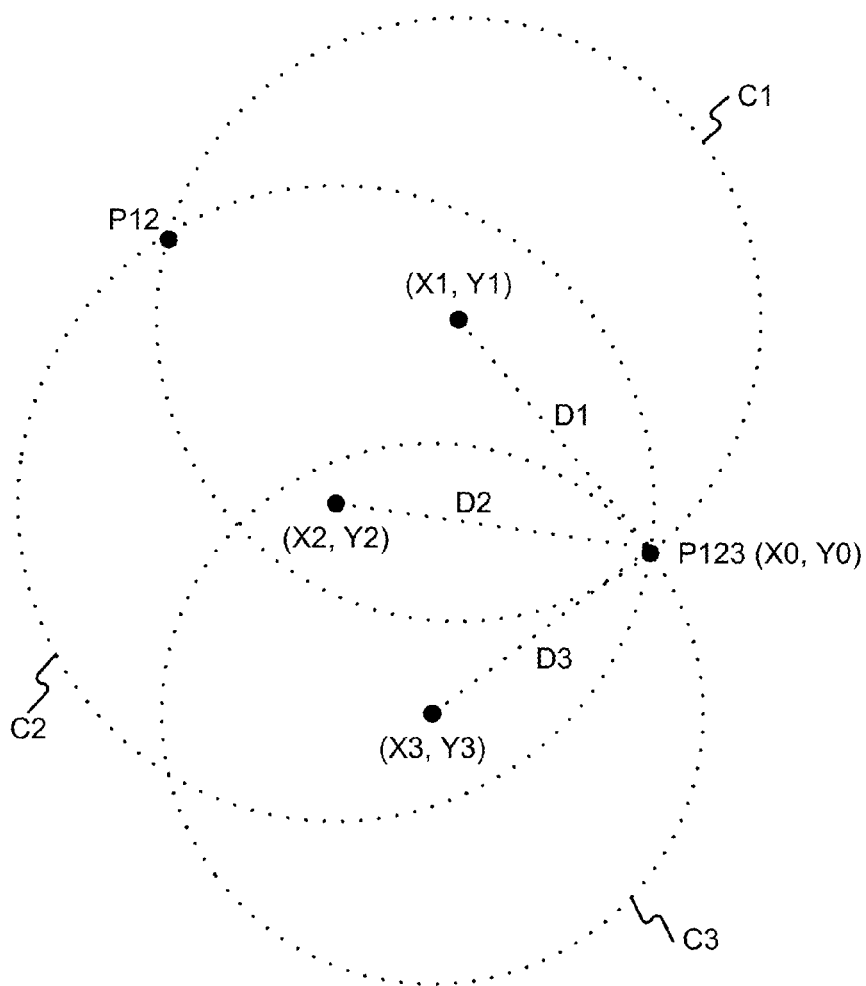 C1
P12
(X1, Y1)
D1
D2
(X2, Y2)
P123 (X0, Y0)
D3
C2
(X3, Y3)
C3